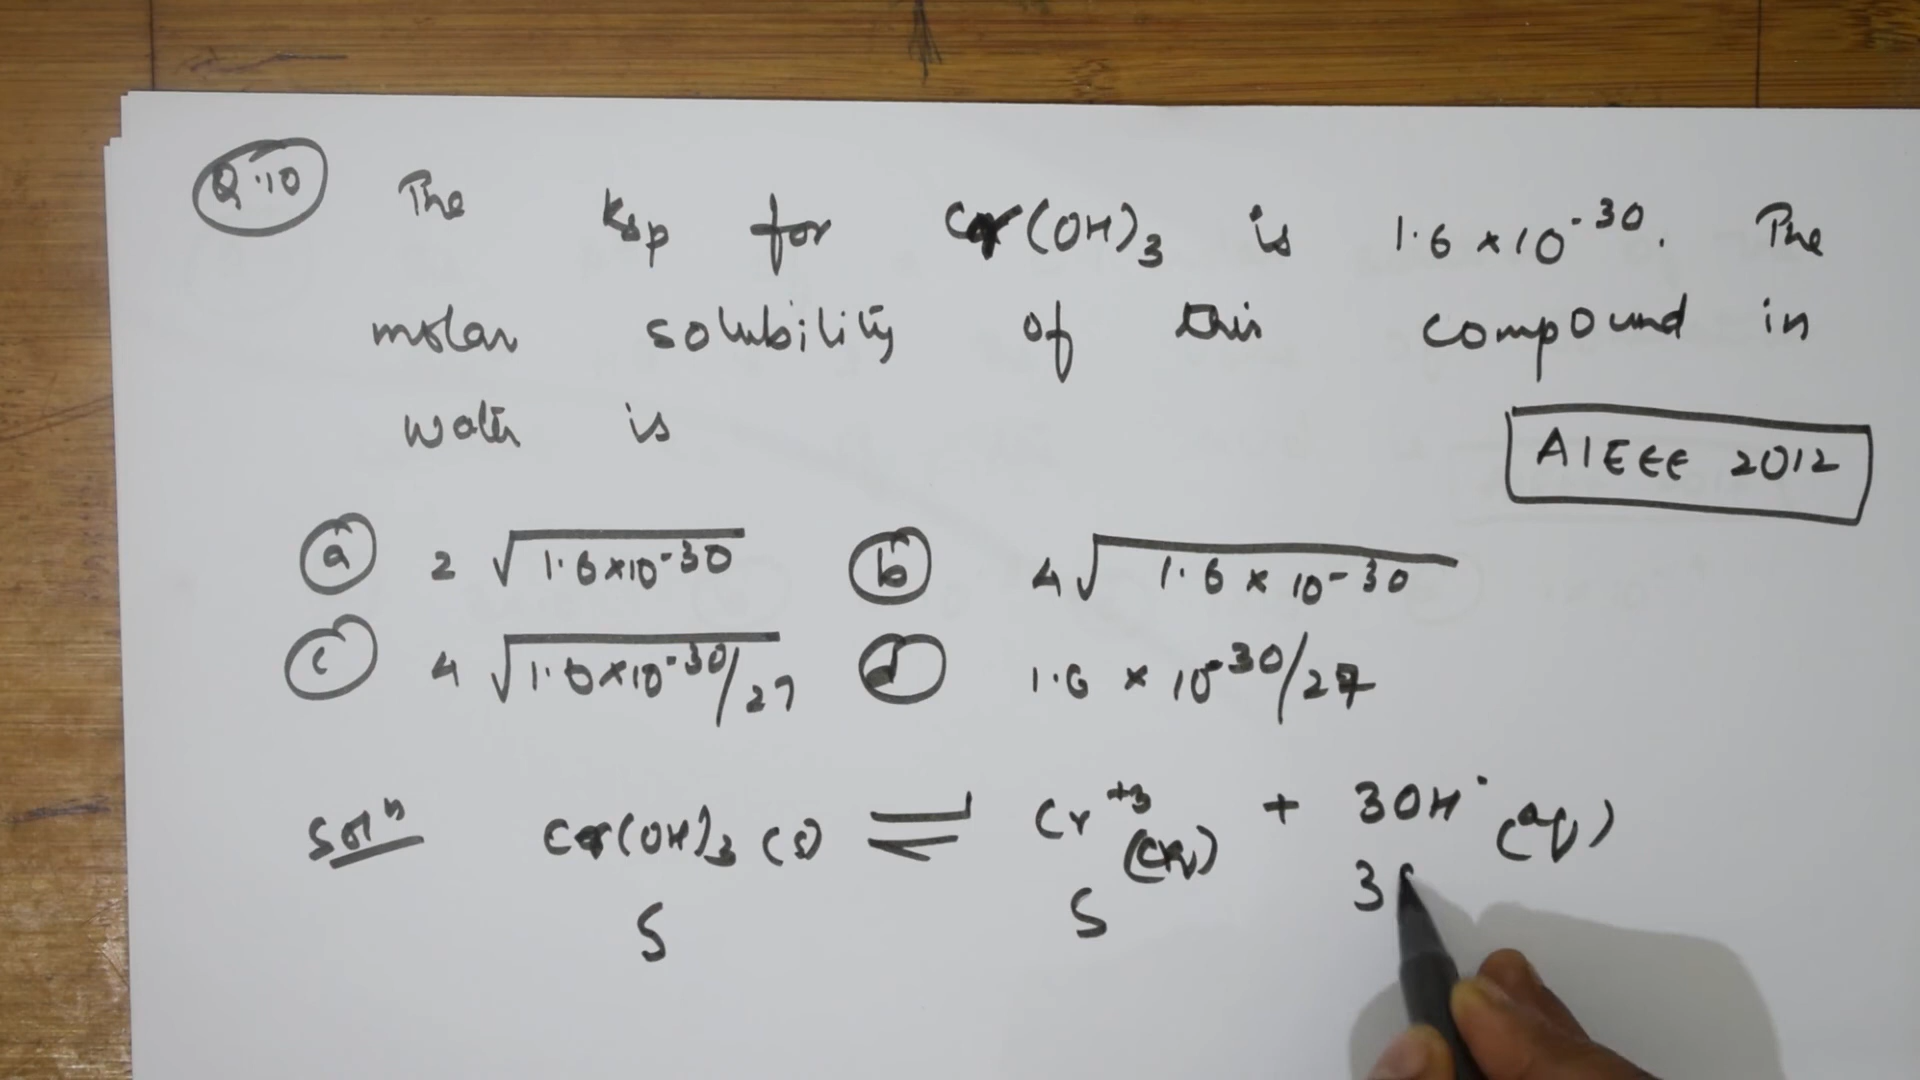 Q.10 The Ksp for Cr(OH)3 is 1.6 × 10-30. The
molar solubility of this compound in
water is
AIEEE 2012
a 2 √1.6×10-30 b 4√1.6 × 10-30
c 4 √1.6×10-30/27 d 1.6 × 10-30/27
Soln Cr(OH)3 (s) ⇌ Cr+3 (aq) + 3OH- (aq)
S S 3